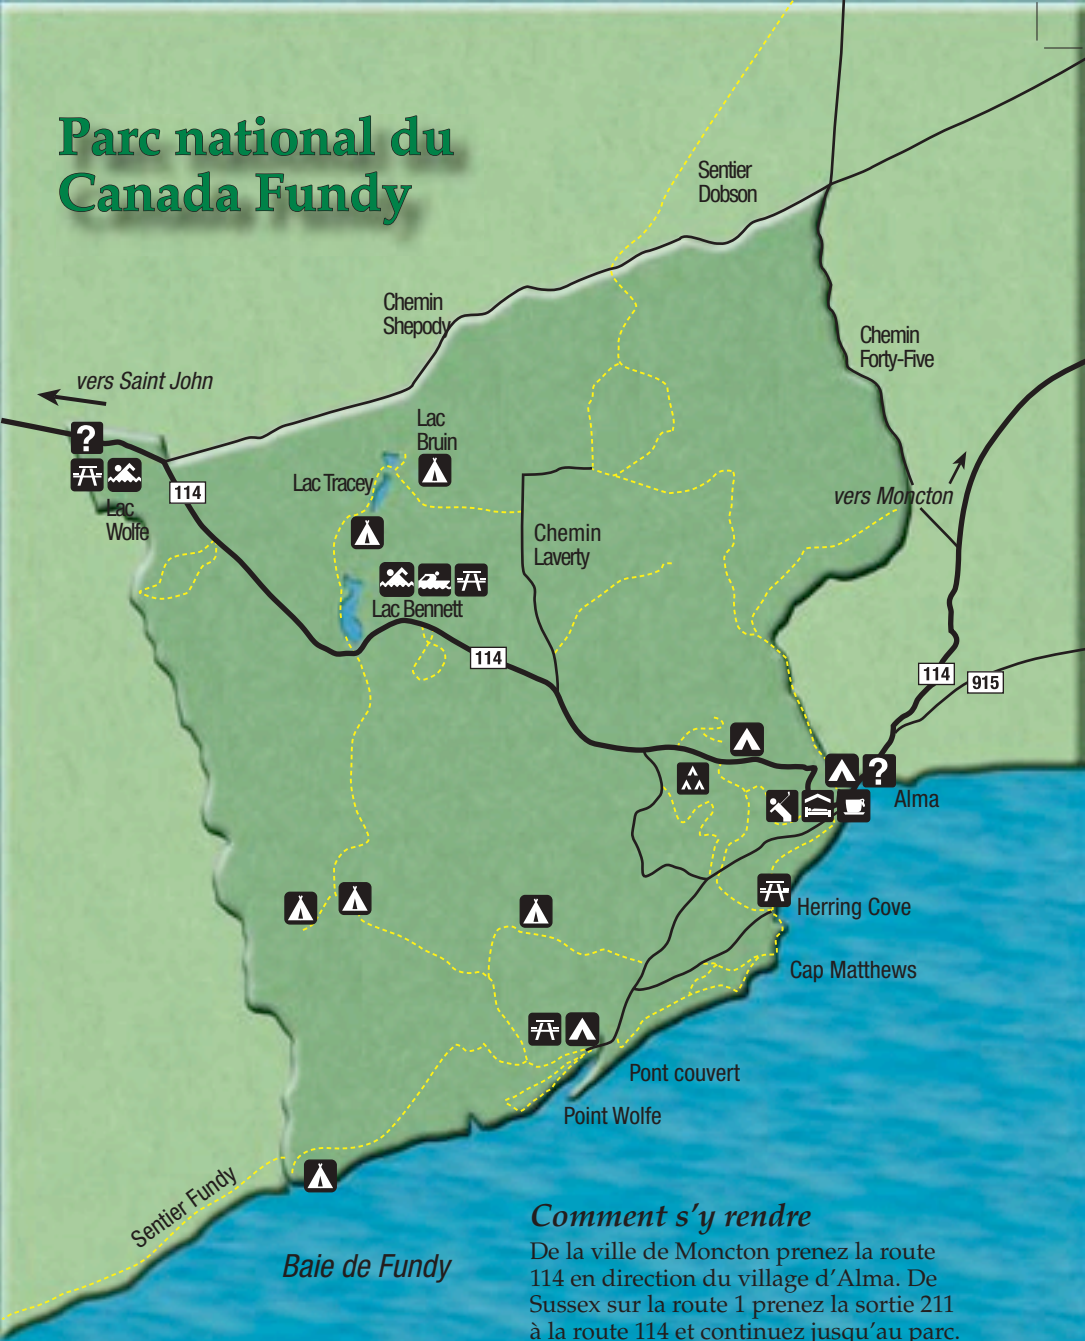 Parc national du
Canada Fundy
Sentier
Dobson
Chemin
Shepody
Chemin
Forty-Five
vers Saint John
?
Lac
Bruin
Lac Tracey
114
Lac
Wolfe
vers Moncton
Chemin
Laverty
Lac Bennett
114
114
915
?
Alma
Herring Cove
Cap Matthews
Pont couvert
Point Wolfe
Sentier Fundy
Baie de Fundy
Comment s’y rendre
De la ville de Moncton prenez la route
114 en direction du village d’Alma. De
Sussex sur la route 1 prenez la sortie 211
à la route 114 et continuez jusqu’au parc.